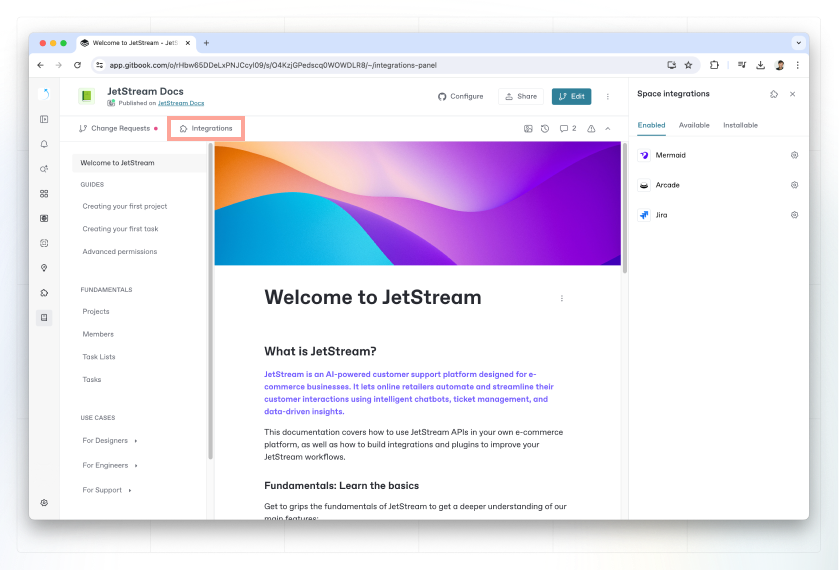 Welcome to JetStream - JetS
app.gitbook.com/o/rHbw65DDeLxPNJCcyI09/s/O4KzjGPedscq0WOWDLR8/~/integrations-panel
JetStream Docs
Published on JetStream Docs
Configure
Share
Edit
Change Requests
Integrations
2
Welcome to JetStream
GUIDES
Creating your first project
Creating your first task
Advanced permissions
FUNDAMENTALS
Projects
Members
Task Lists
Tasks
USE CASES
For Designers
For Engineers
For Support
Welcome to JetStream
What is JetStream?
JetStream is an AI-powered customer support platform designed for e-
commerce businesses. It lets online retailers automate and streamline their
customer interactions using intelligent chatbots, ticket management, and
data-driven insights.
This documentation covers how to use JetStream APIs in your own e-commerce
platform, as well as how to build integrations and plugins to improve your
JetStream workflows.
Fundamentals: Learn the basics
Get to grips the fundamentals of JetStream to get a deeper understanding of our
main features:
Space integrations
Enabled
Available
Installable
Mermaid
Arcade
Jira